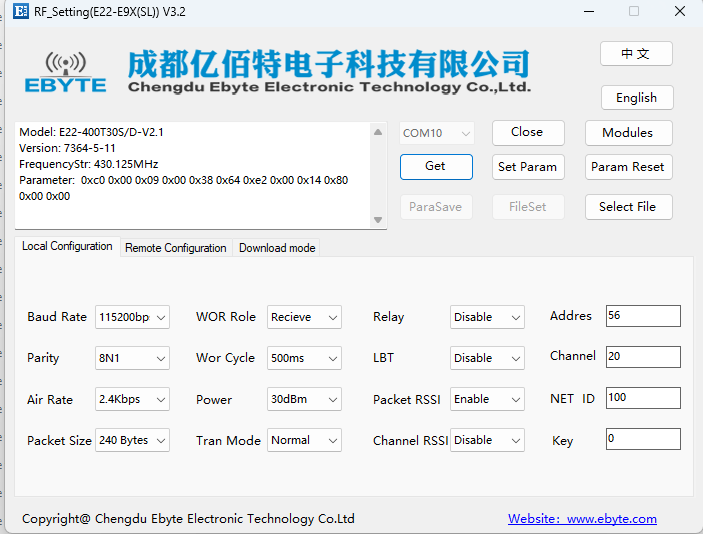 RF_Setting(E22-E9X(SL)) V3.2
中 文
EBYTE
成都亿佰特电子科技有限公司
Chengdu Ebyte Electronic Technology Co.,Ltd.
English
Model: E22-400T30S/D-V2.1
Version: 7364-5-11
FrequencyStr: 430.125MHz
Parameter: 0xc0 0x00 0x09 0x00 0x38 0x64 0xe2 0x00 0x14 0x80
0x00 0x00
COM10 Close Modules
Get Set Param Param Reset
ParaSave FileSet Select File
Local Configuration Remote Configuration Download mode
Baud Rate 115200bp WOR Role Recieve Relay Disable Addres 56
Parity 8N1 Wor Cycle 500ms LBT Disable Channel 20
Air Rate 2.4Kbps Power 30dBm Packet RSSI Enable NET ID 100
Packet Size 240 Bytes Tran Mode Normal Channel RSSI Disable Key 0
Copyright@ Chengdu Ebyte Electronic Technology Co.Ltd Website：www.ebyte.com